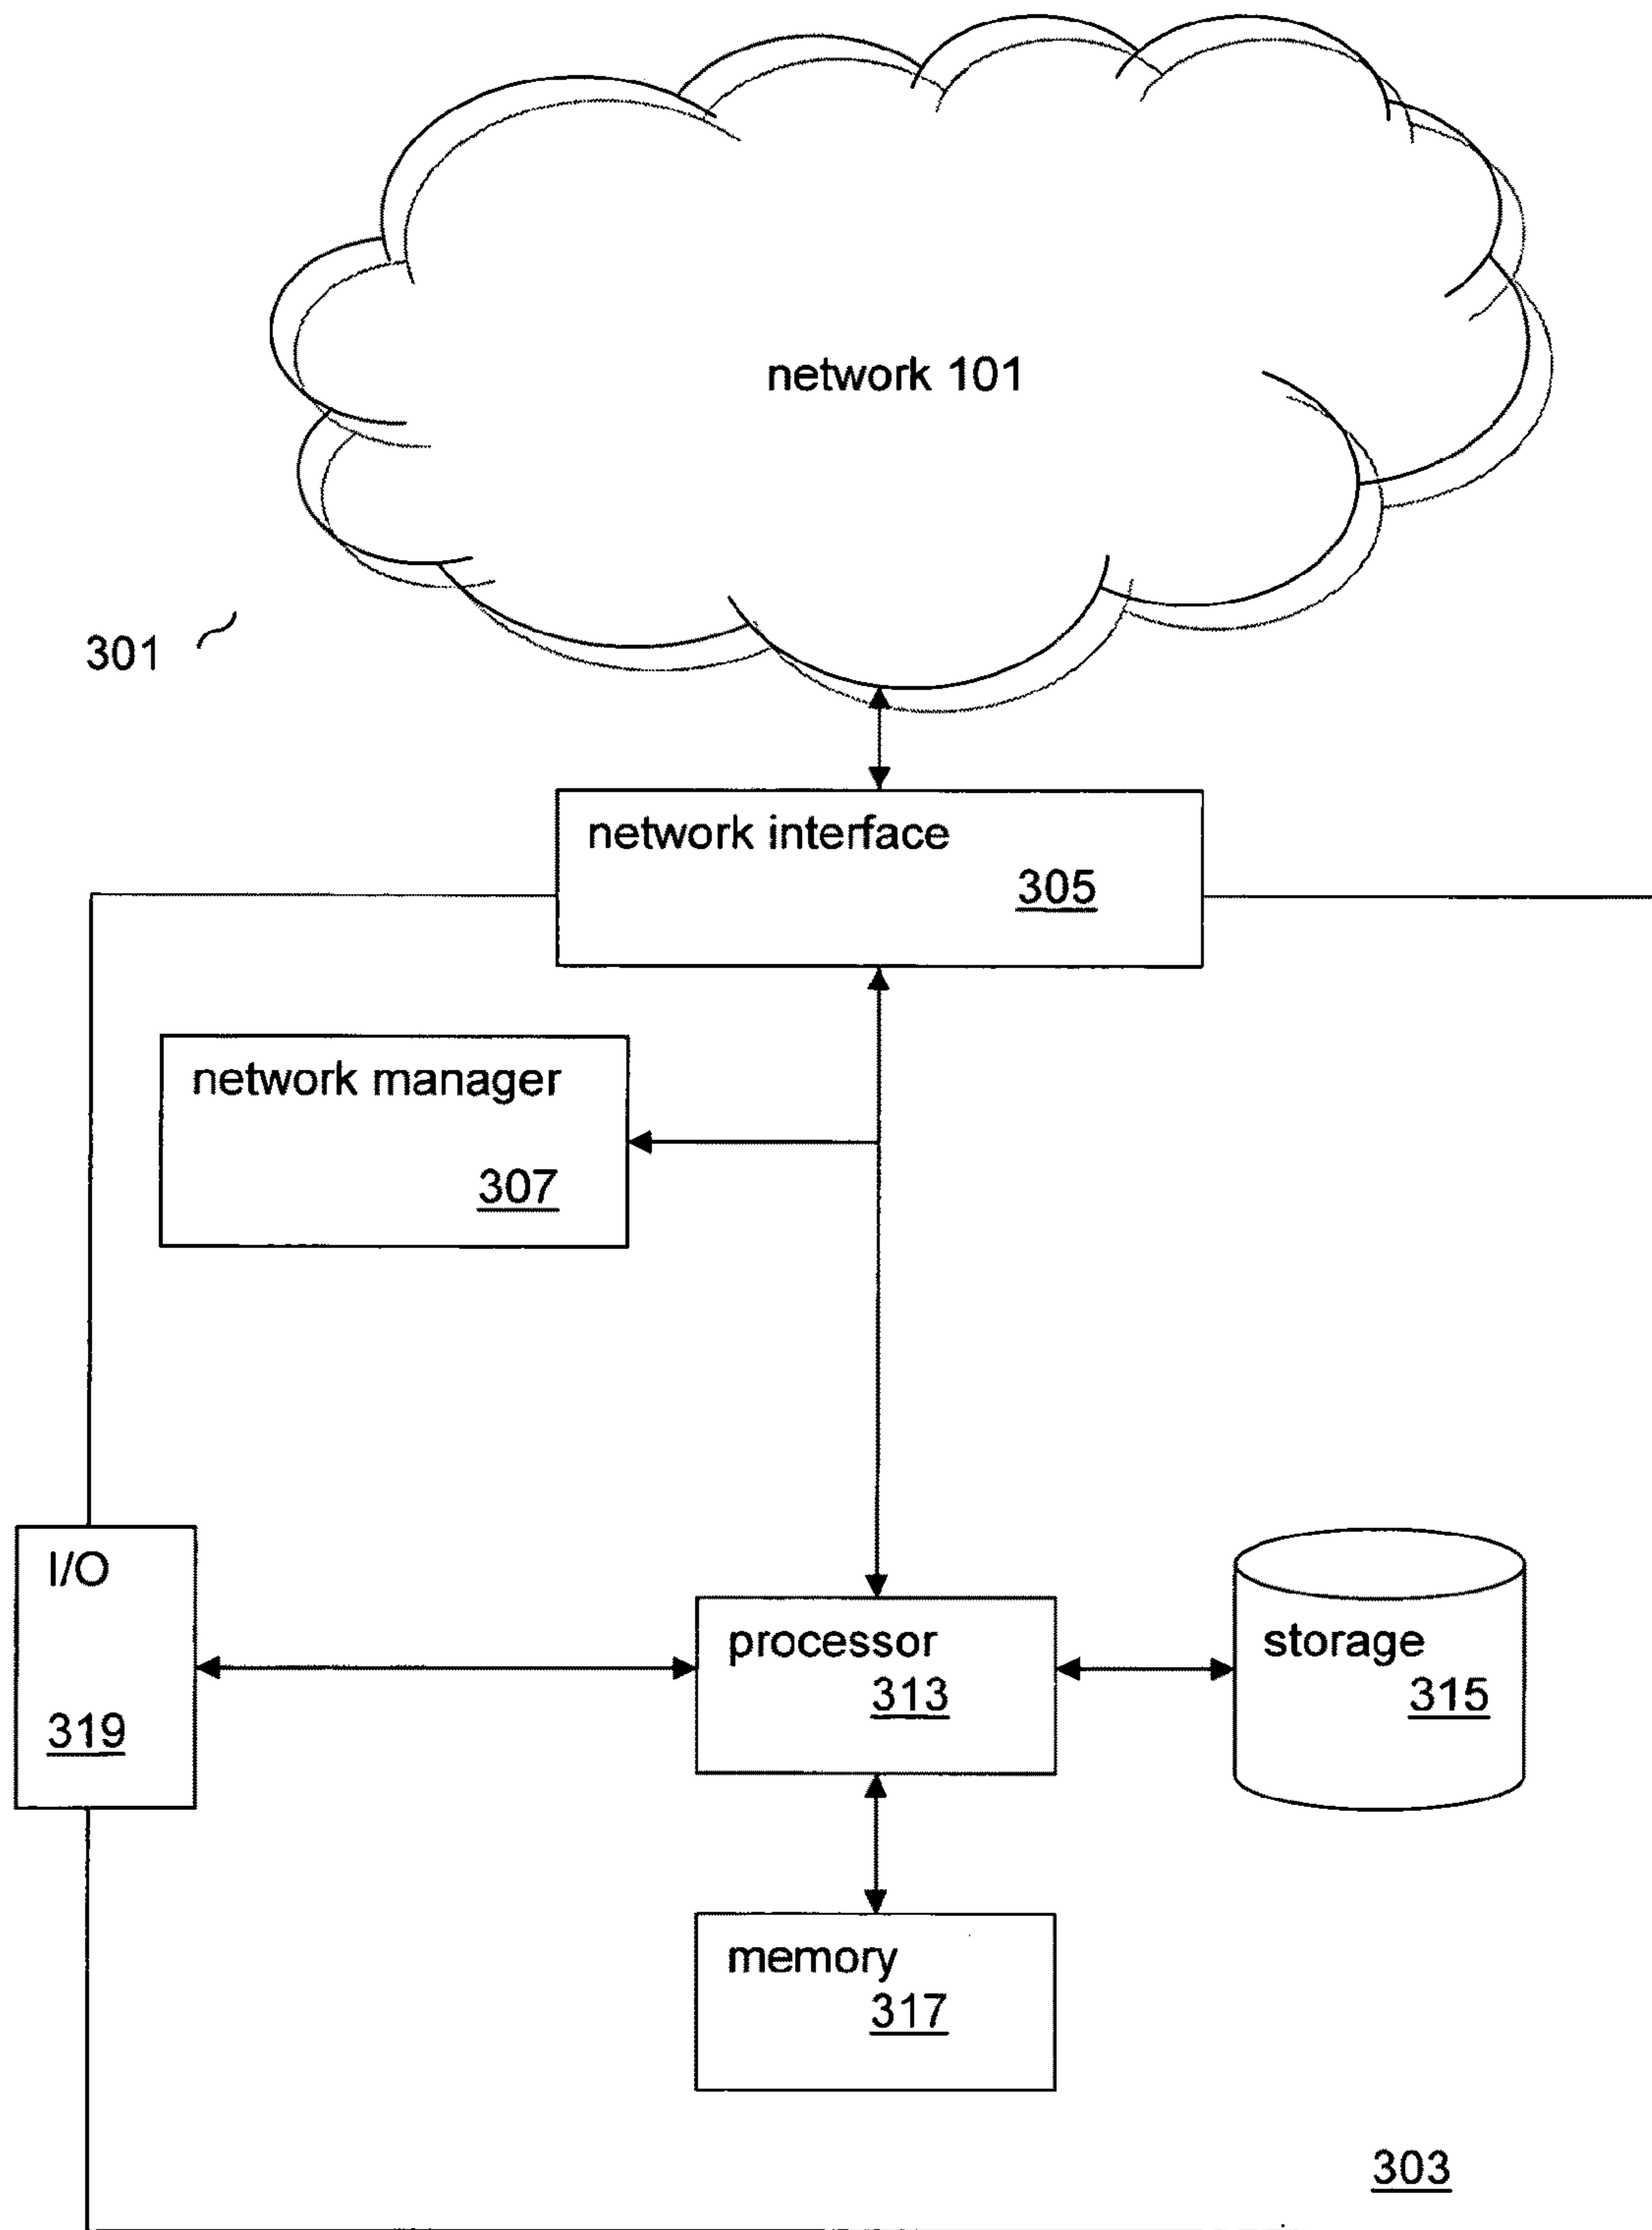 network 101
301
network interface
305
network manager
307
I/O
319
processor
313
storage
315
memory
317
303